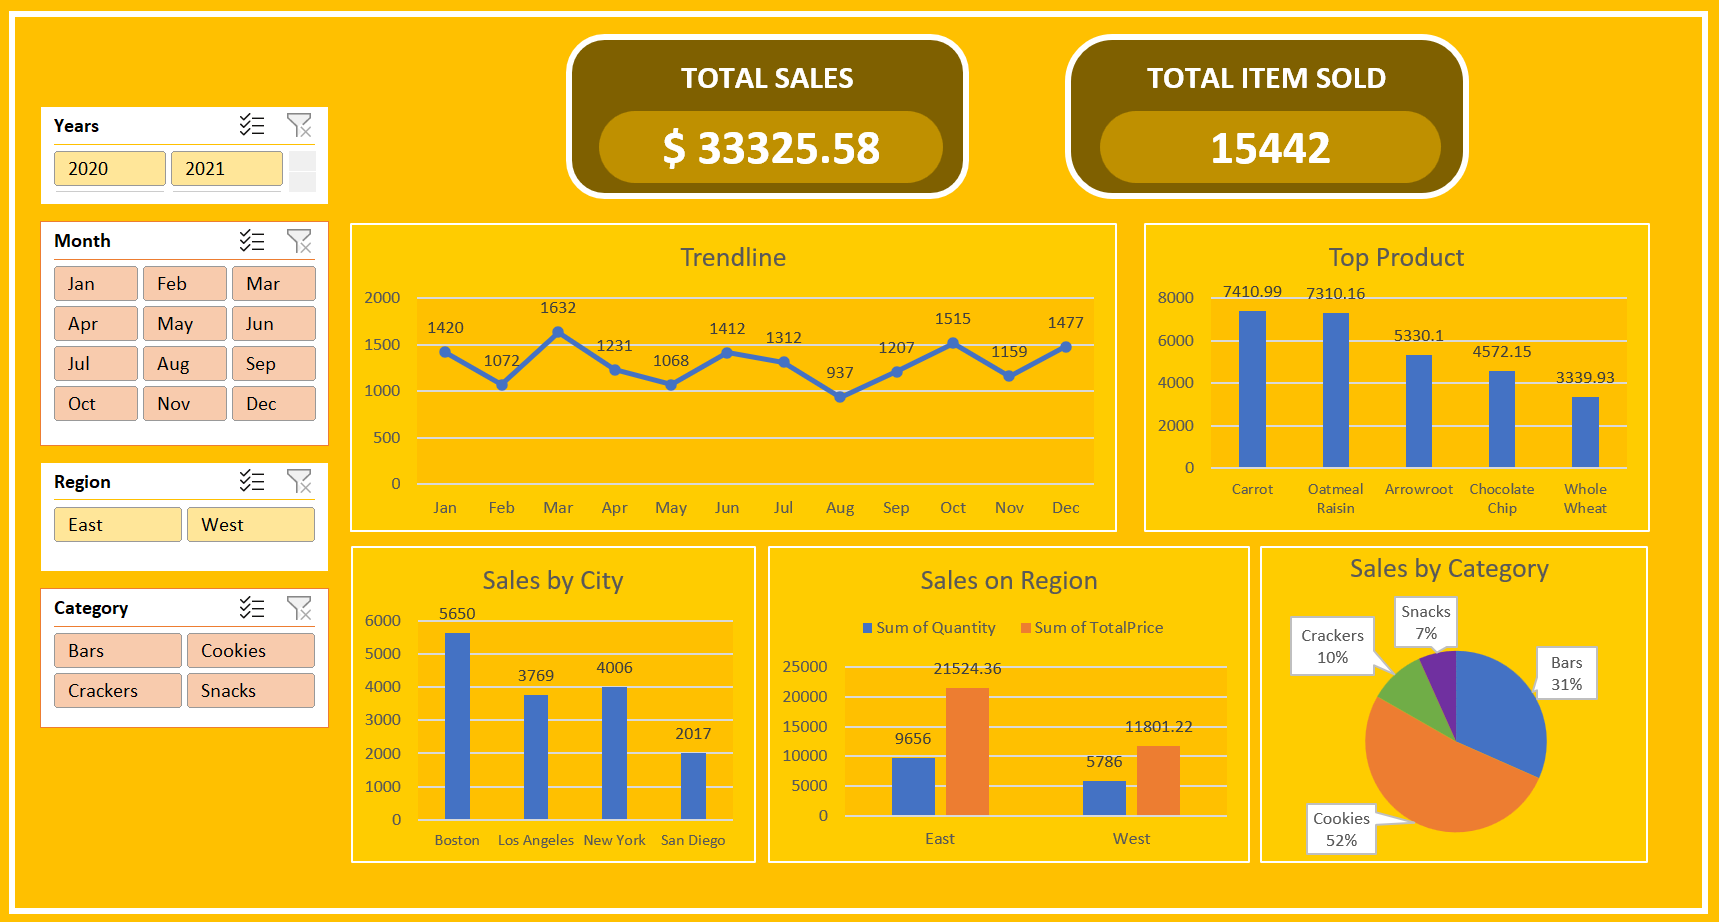 TOTAL SALES
$ 33325.58
TOTAL ITEM SOLD
15442
Years
2020 2021
Month
Jan Feb Mar
Apr May Jun
Jul Aug Sep
Oct Nov Dec
Region
East West
Category
Bars Cookies
Crackers Snacks
Trendline
2000
1500
1000
500
0
1420 1072 1632 1231 1068 1412 1312 937 1207 1515 1159 1477
Jan Feb Mar Apr May Jun Jul Aug Sep Oct Nov Dec
Top Product
8000
6000
4000
2000
0
7410.99 7310.16 5330.1 4572.15 3339.93
Carrot Oatmeal Arrowroot Chocolate Whole
Raisin Chip Wheat
Sales by City
6000
5000
4000
3000
2000
1000
0
5650 3769 4006 2017
Boston Los Angeles New York San Diego
Sales on Region
Sum of Quantity Sum of TotalPrice
25000
20000
15000
10000
5000
0
9656 21524.36 5786 11801.22
East West
Sales by Category
Snacks
7%
Crackers
10%
Bars
31%
Cookies
52%